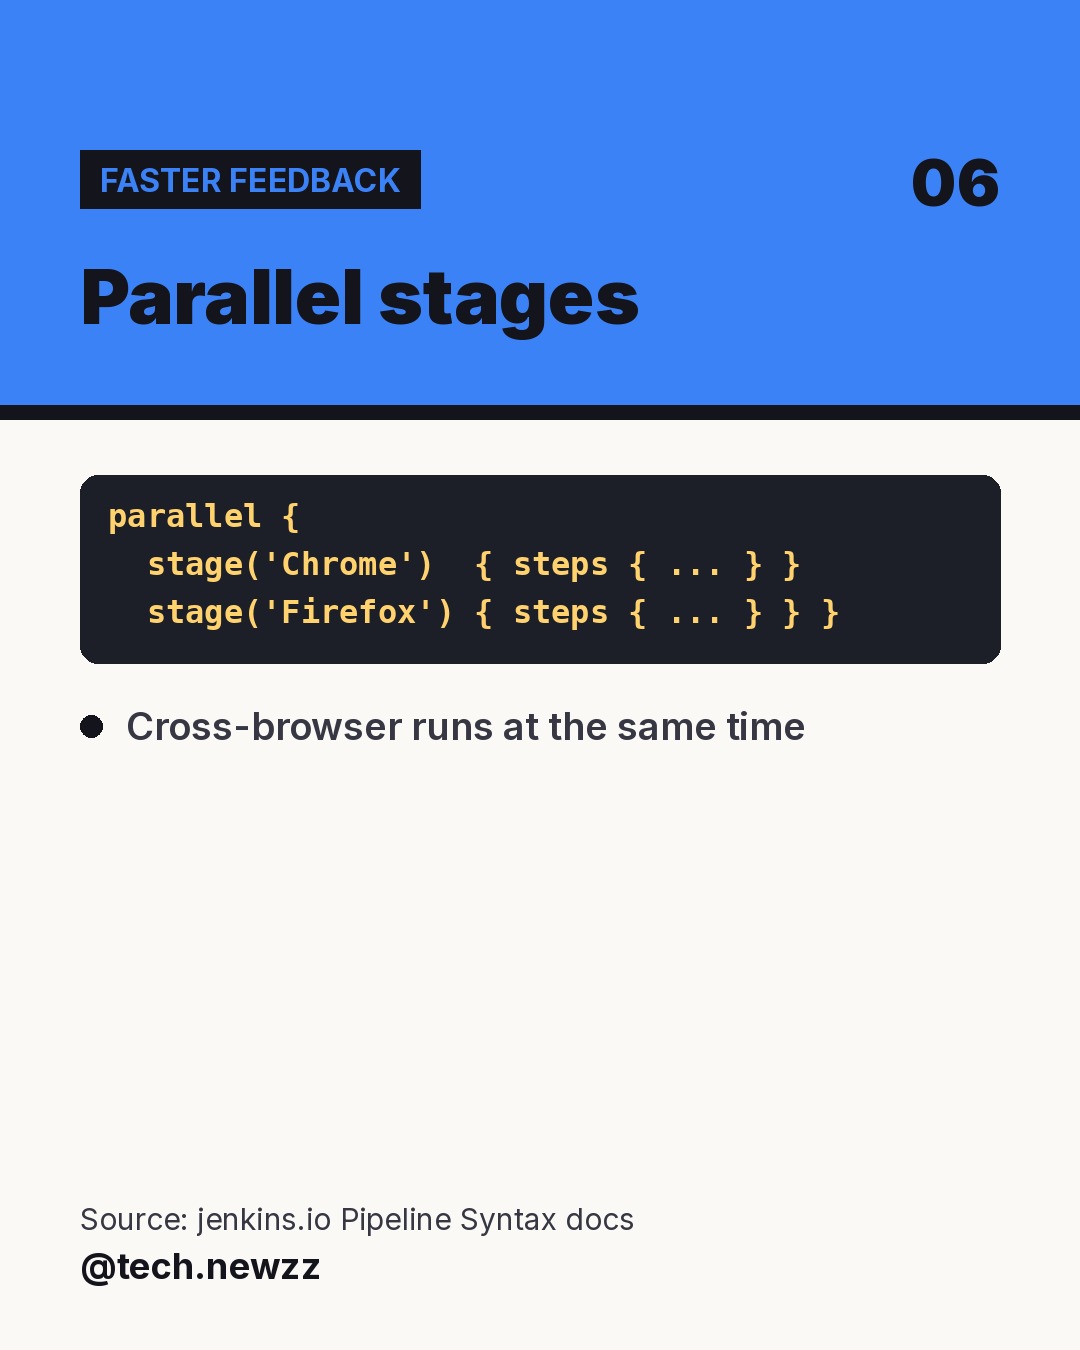 FASTER FEEDBACK
06
Parallel stages
parallel {
  stage('Chrome')  { steps { ... } }
  stage('Firefox') { steps { ... } } }
Cross-browser runs at the same time
Source: jenkins.io Pipeline Syntax docs
@tech.newzz